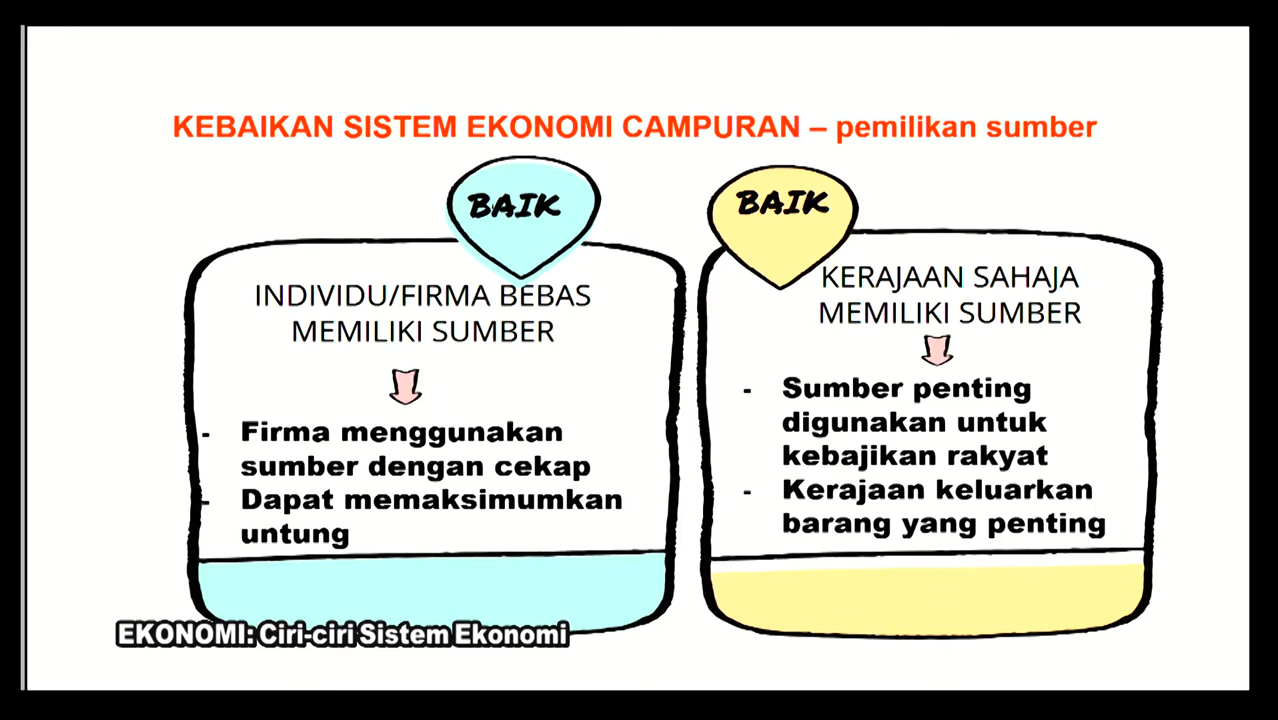 KEBAIKAN SISTEM EKONOMI CAMPURAN – pemilikan sumber
BAIK
INDIVIDU/FIRMA BEBAS
MEMILIKI SUMBER
- Firma menggunakan
sumber dengan cekap
- Dapat memaksimumkan
untung
BAIK
KERAJAAN SAHAJA
MEMILIKI SUMBER
- Sumber penting
digunakan untuk
kebajikan rakyat
- Kerajaan keluarkan
barang yang penting
EKONOMI: Ciri-ciri Sistem Ekonomi